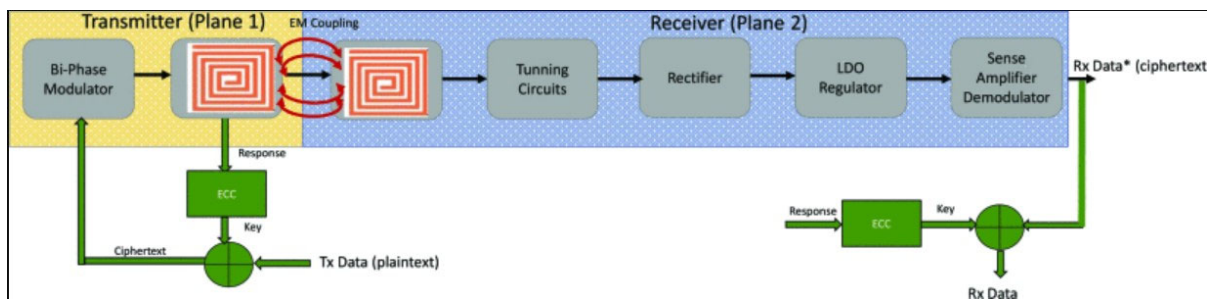 Transmitter (Plane 1)
EM Coupling
Receiver (Plane 2)
Bi-Phase
Modulator
Tunning
Circuits
Rectifier
LDO
Regulator
Sense
Amplifier
Demodulator
Rx Data* (ciphertext
Response
ECC
Key
Ciphertext
Tx Data (plaintext)
Response
ECC
Key
Rx Data